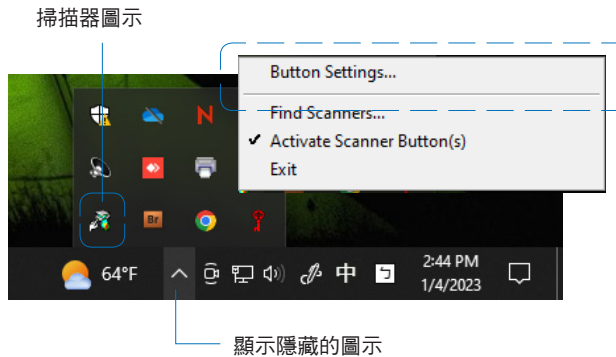 掃描器圖示
Button Settings...
Find Scanners...
Activate Scanner Button(s)
Exit
N
Br
64°F
中
ㄅ
2:44 PM
1/4/2023
顯示隱藏的圖示